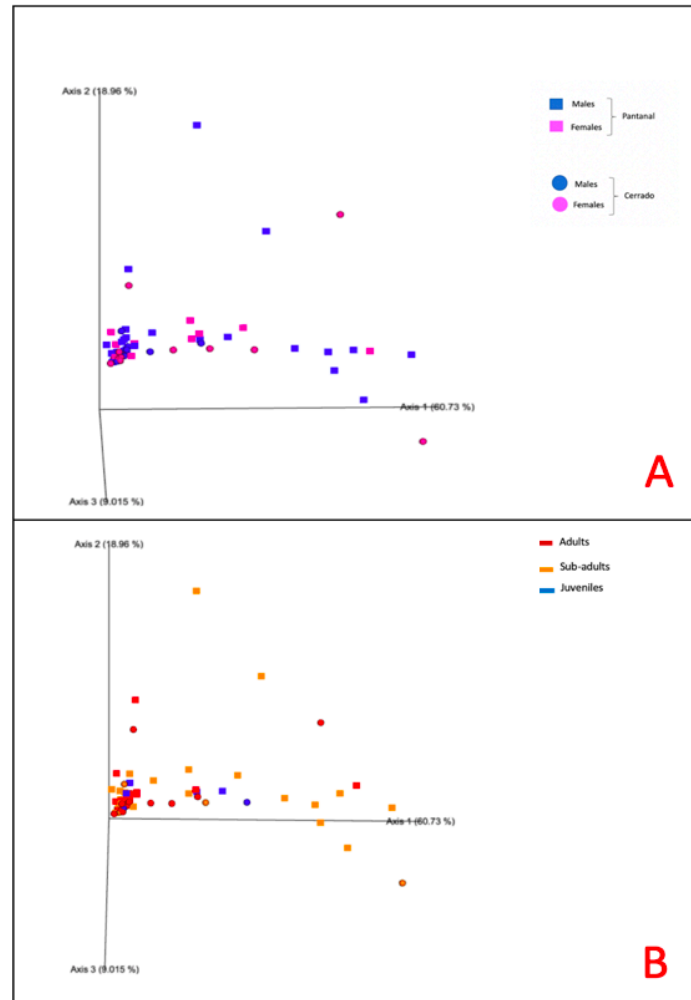 Axis 2 (18.96 %)
Males
Pantanal
Females
Males
Cerrado
Females
Axis 1 (60.73 %)
Axis 3 (9.015 %)
A
Axis 2 (18.96 %)
Adults
Sub-adults
Juveniles
Axis 1 (60.73 %)
Axis 3 (9.015 %)
B